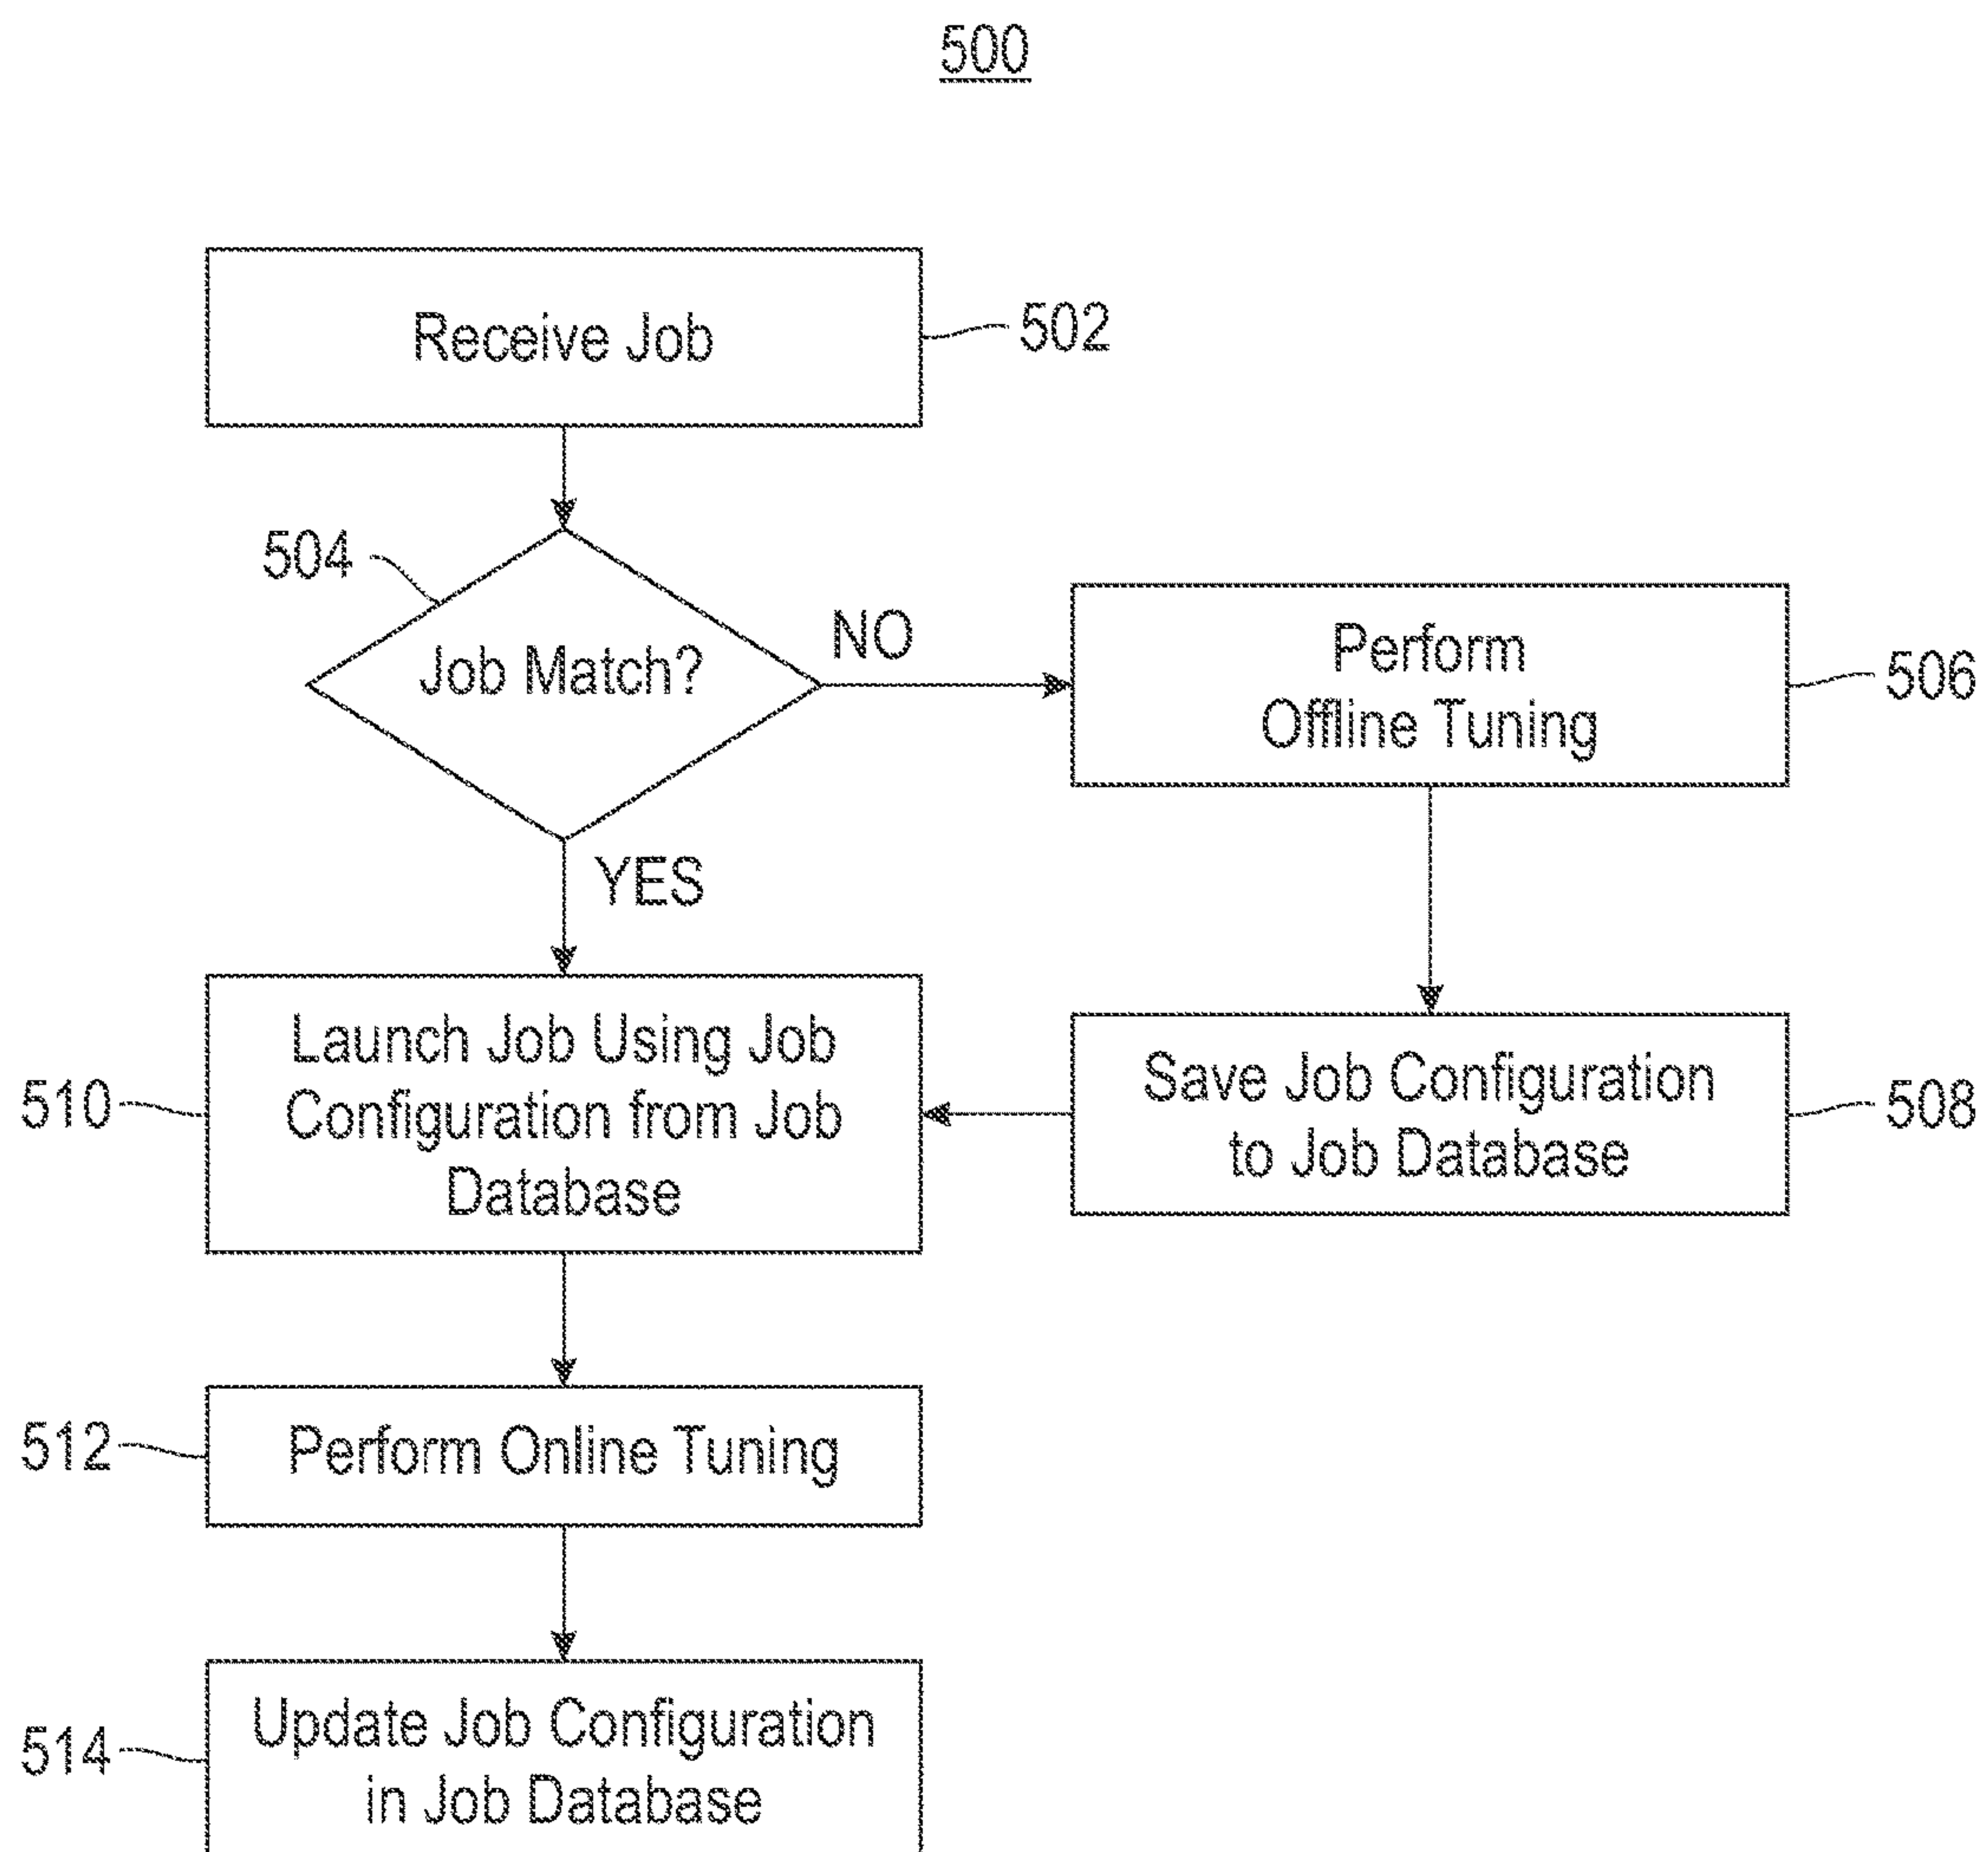 500
Receive Job
502
504
Job Match?
NO
Perform
Offline Tuning
506
YES
Launch Job Using Job
Configuration from Job
Database
510
Save Job Configuration
to Job Database
508
Perform Online Tuning
512
Update Job Configuration
in Job Database
514